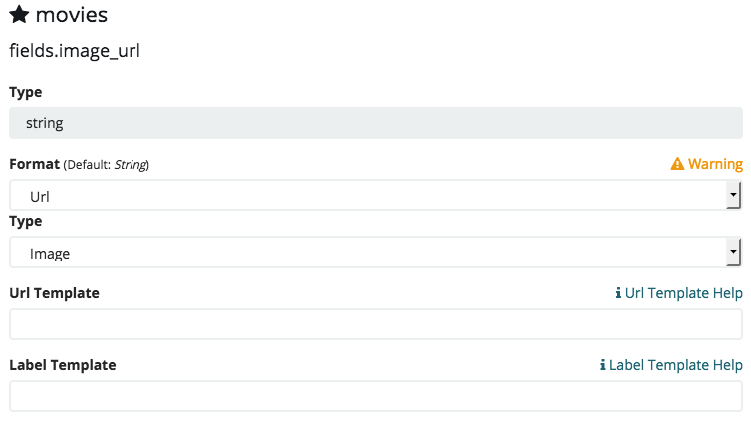 movies
fields.image_url
Type
string
Format (Default: String) Warning
Url
Type
Image
Url Template Url Template Help
Label Template Label Template Help